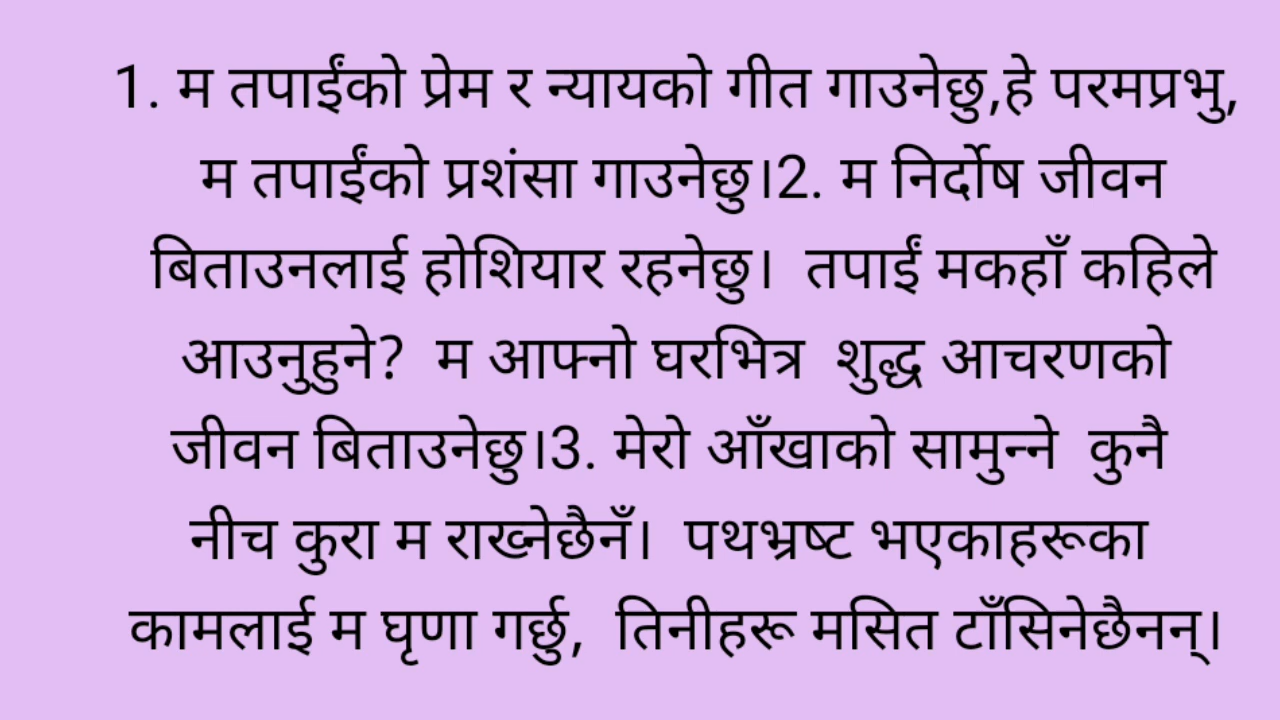 1. म तपाईंको प्रेम र न्यायको गीत गाउनेछु,हे परमप्रभु,
म तपाईंको प्रशंसा गाउनेछु।2. म निर्दोष जीवन
बिताउनलाई होशियार रहनेछु।  तपाईं मकहाँ कहिले
आउनुहुने?  म आफ्नो घरभित्र  शुद्ध आचरणको
जीवन बिताउनेछु।3. मेरो आँखाको सामुन्ने  कुनै
नीच कुरा म राख्नेछैनँ।  पथभ्रष्ट भएकाहरूका
कामलाई म घृणा गर्छु,  तिनीहरू मसित टाँसिनेछैनन्।